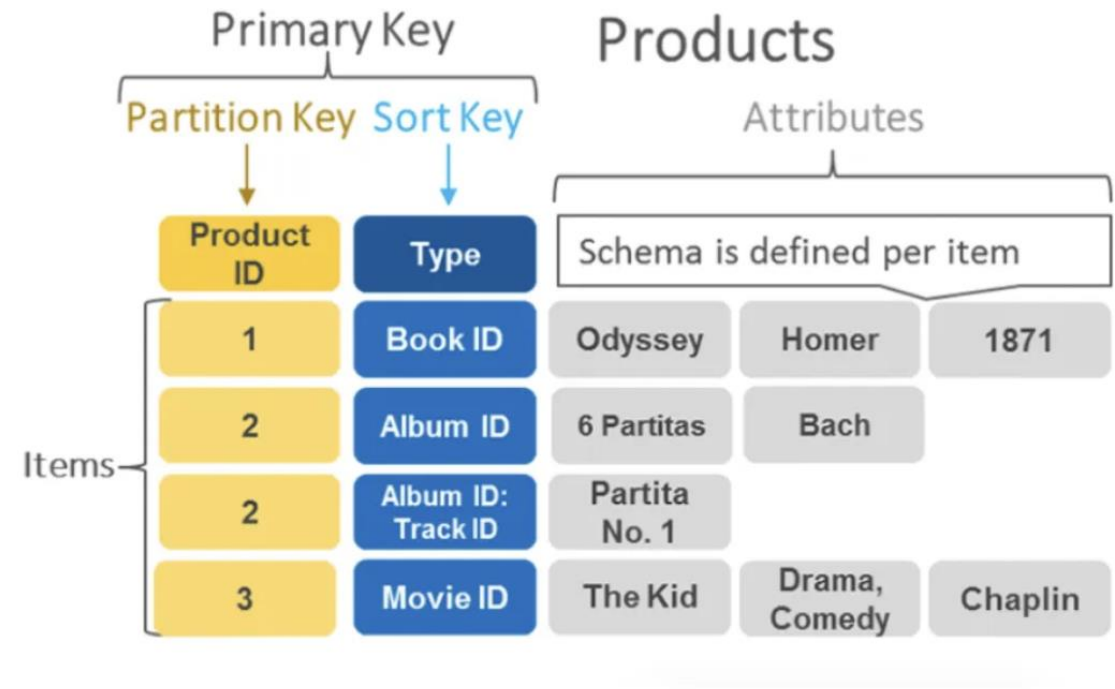 Primary Key
Products
Partition Key
Sort Key
Attributes
Product
ID
Type
Schema is defined per item
1
Book ID
Odyssey
Homer
1871
2
Album ID
6 Partitas
Bach
Items
2
Album ID:
Track ID
Partita
No. 1
3
Movie ID
The Kid
Drama,
Comedy
Chaplin